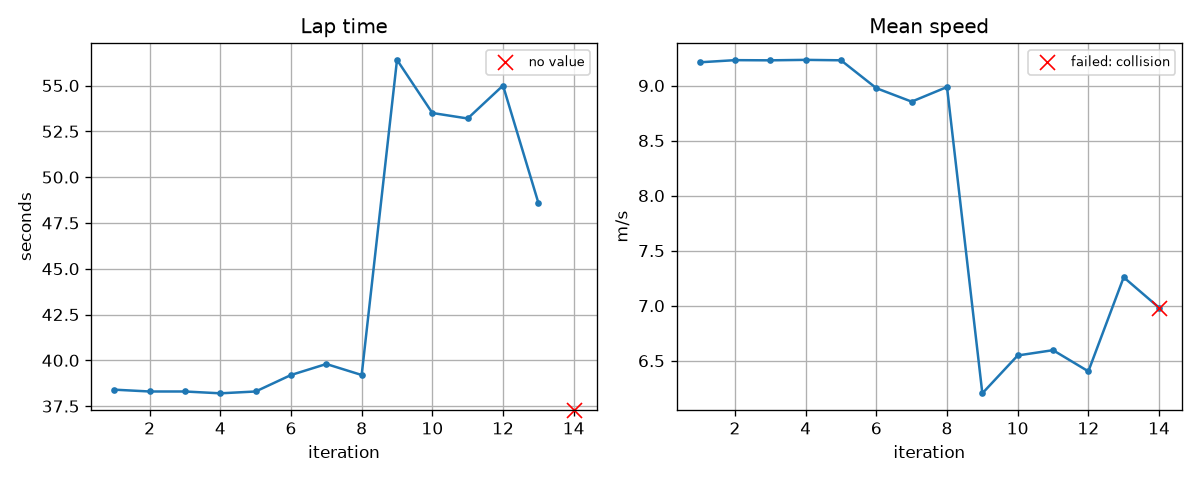 Lap time
no value
55.0
52.5
50.0
47.5
45.0
42.5
40.0
37.5
seconds
2 4 6 8 10 12 14
iteration
Mean speed
failed: collision
9.0
8.5
8.0
7.5
7.0
6.5
m/s
2 4 6 8 10 12 14
iteration